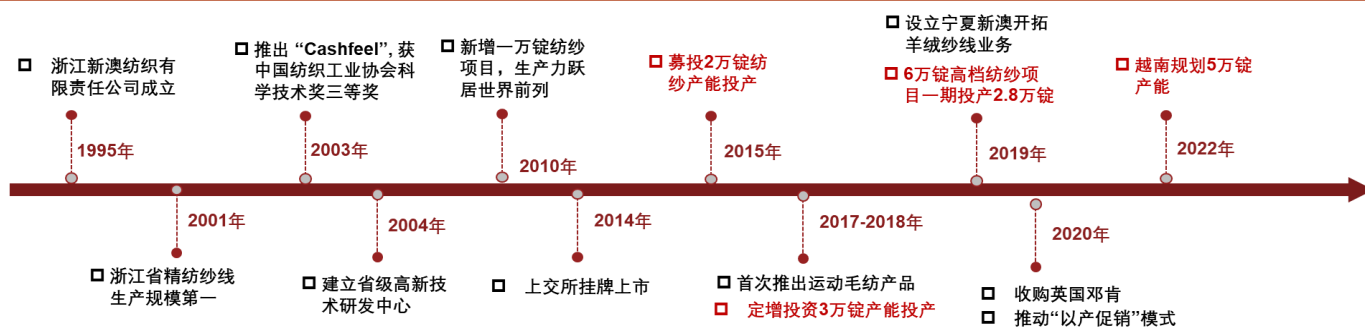 浙江新澳纺织有
限责任公司成立
1995年
2001年
浙江省精纺纱线
生产规模第一
推出 “Cashfeel”, 获
中国纺织工业协会科
学技术奖三等奖
2003年
2004年
建立省级高新技
术研发中心
新增一万锭纺纱
项目，生产力跃
居世界前列
2010年
2014年
上交所挂牌上市
募投2万锭纺
纱产能投产
2015年
2017-2018年
首次推出运动毛纺产品
定增投资3万锭产能投产
设立宁夏新澳开拓
羊绒纱线业务
6万锭高档纺纱项
目一期投产2.8万锭
2019年
2020年
收购英国邓肯
推动“以产促销”模式
越南规划5万锭
产能
2022年